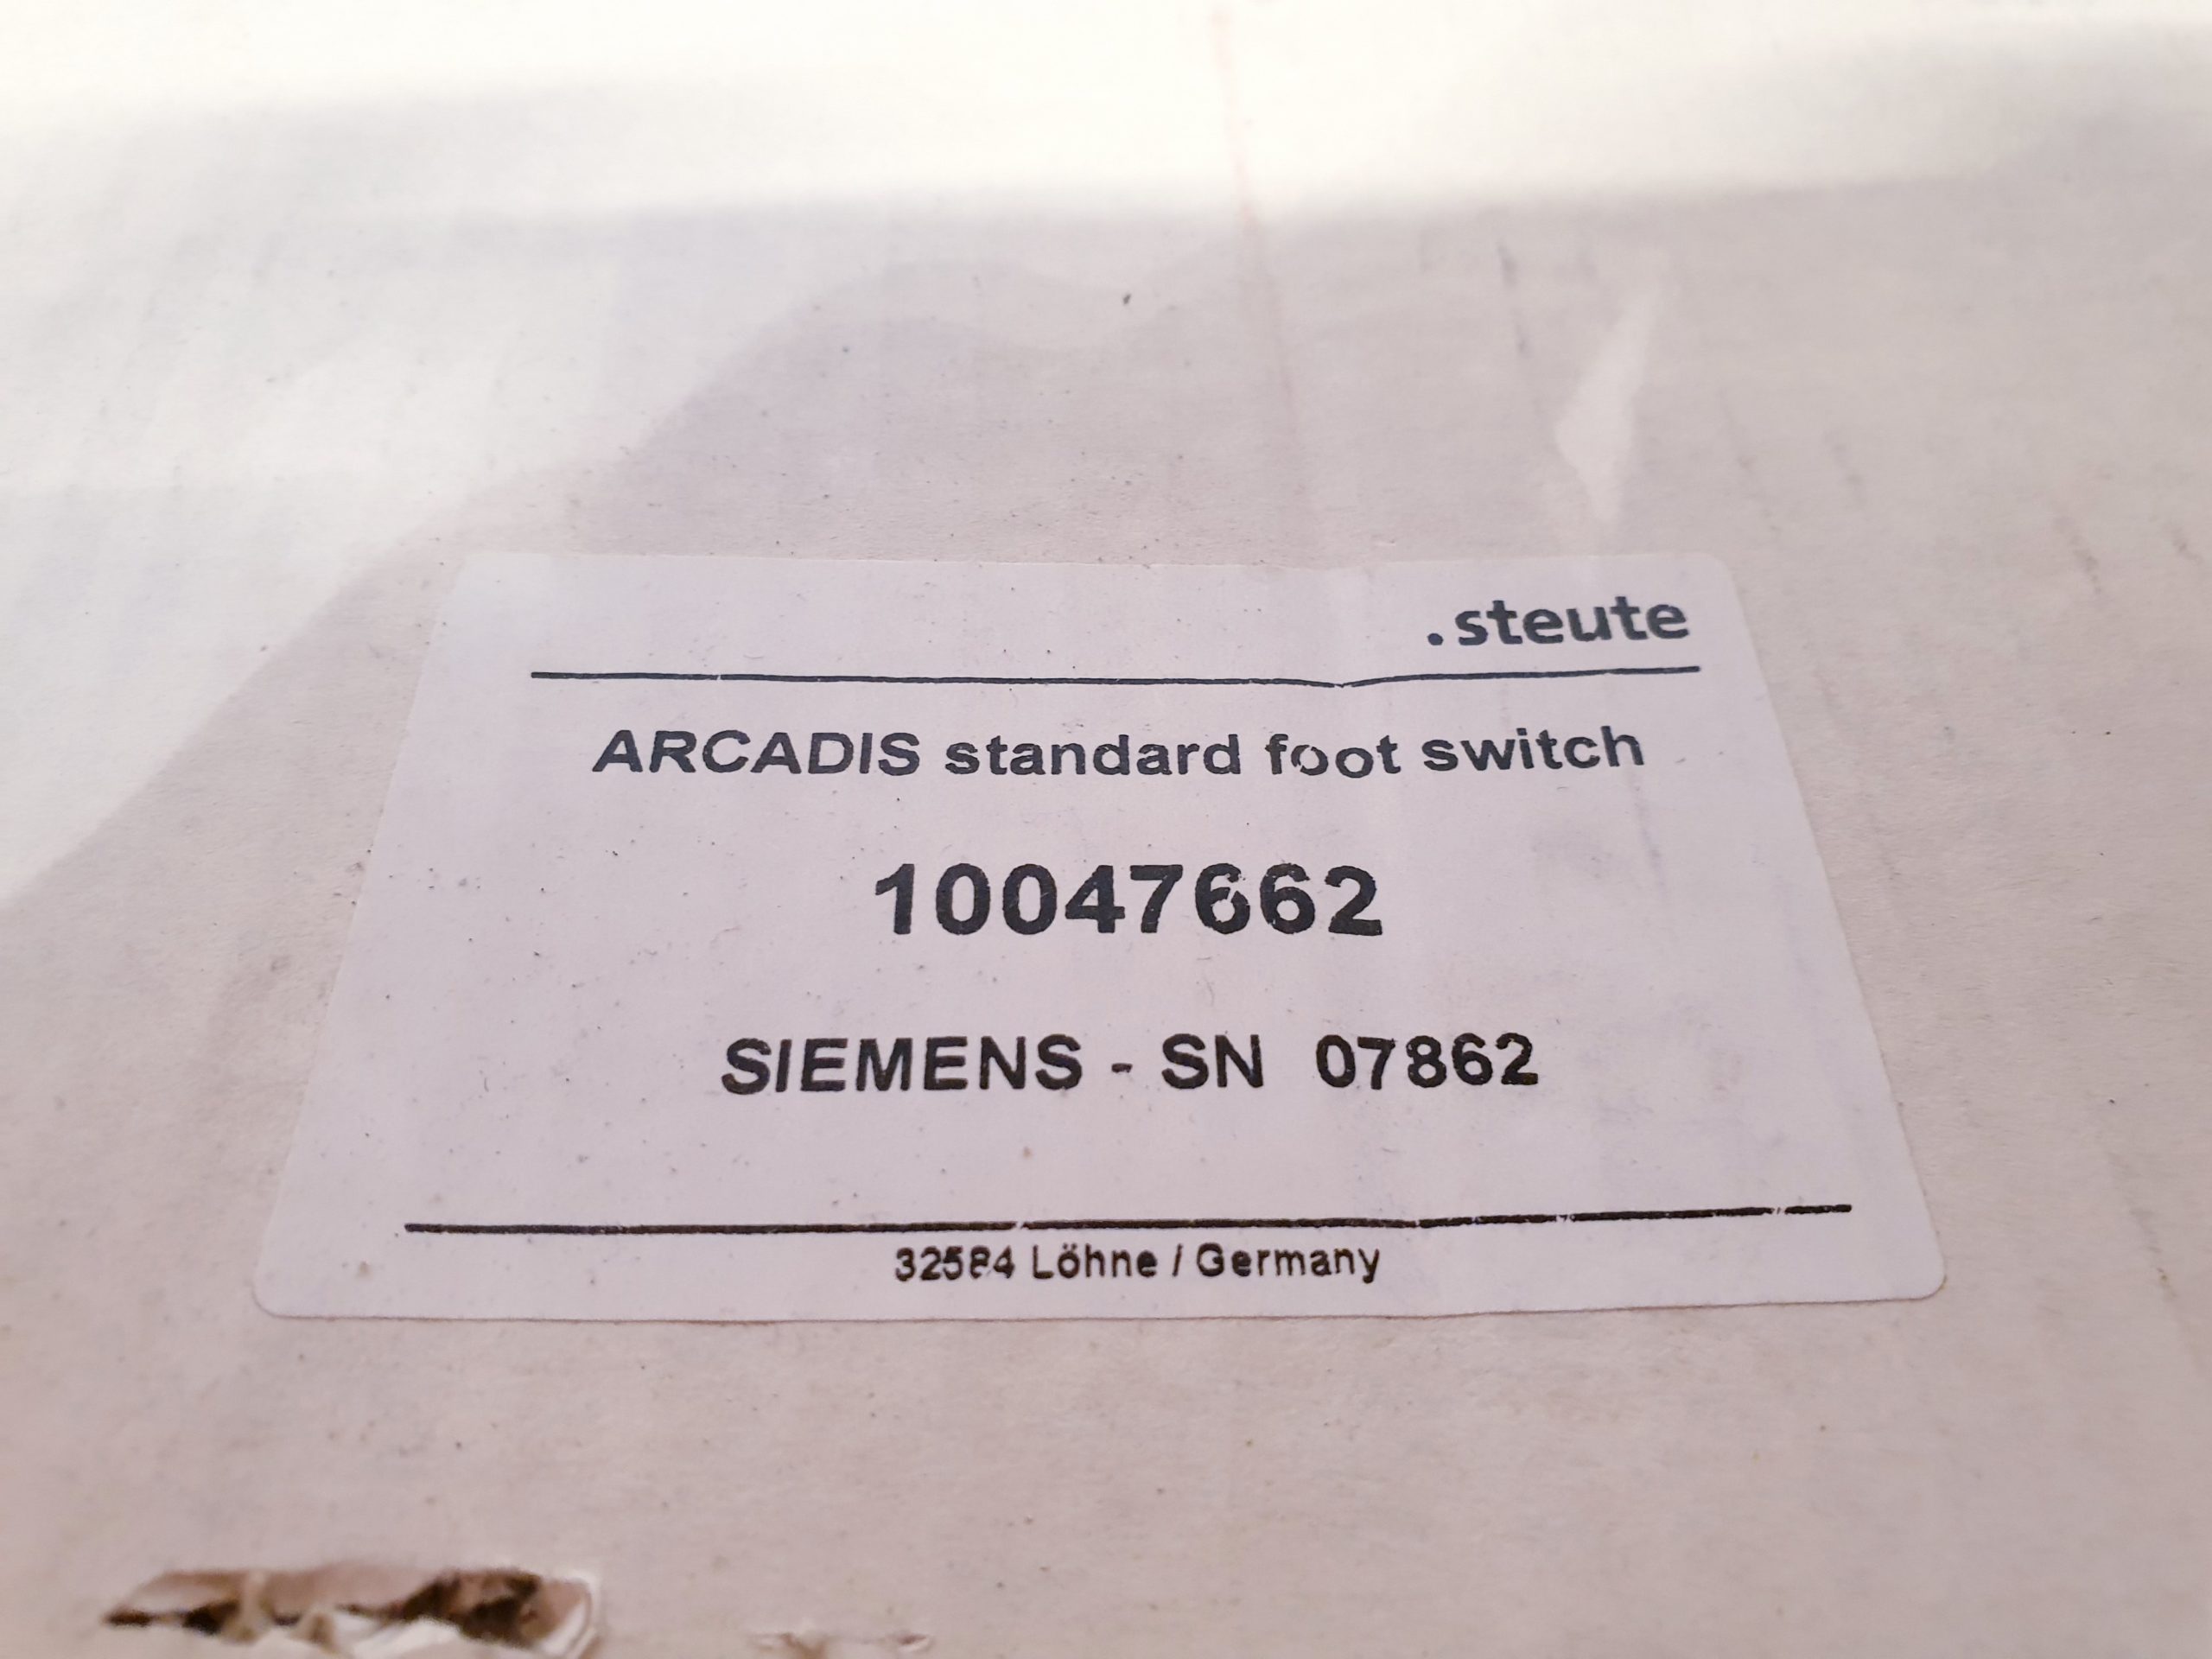 .steute
ARCADIS standard foot switch
10047662
SIEMENS - SN 07862
32584 Löhne / Germany